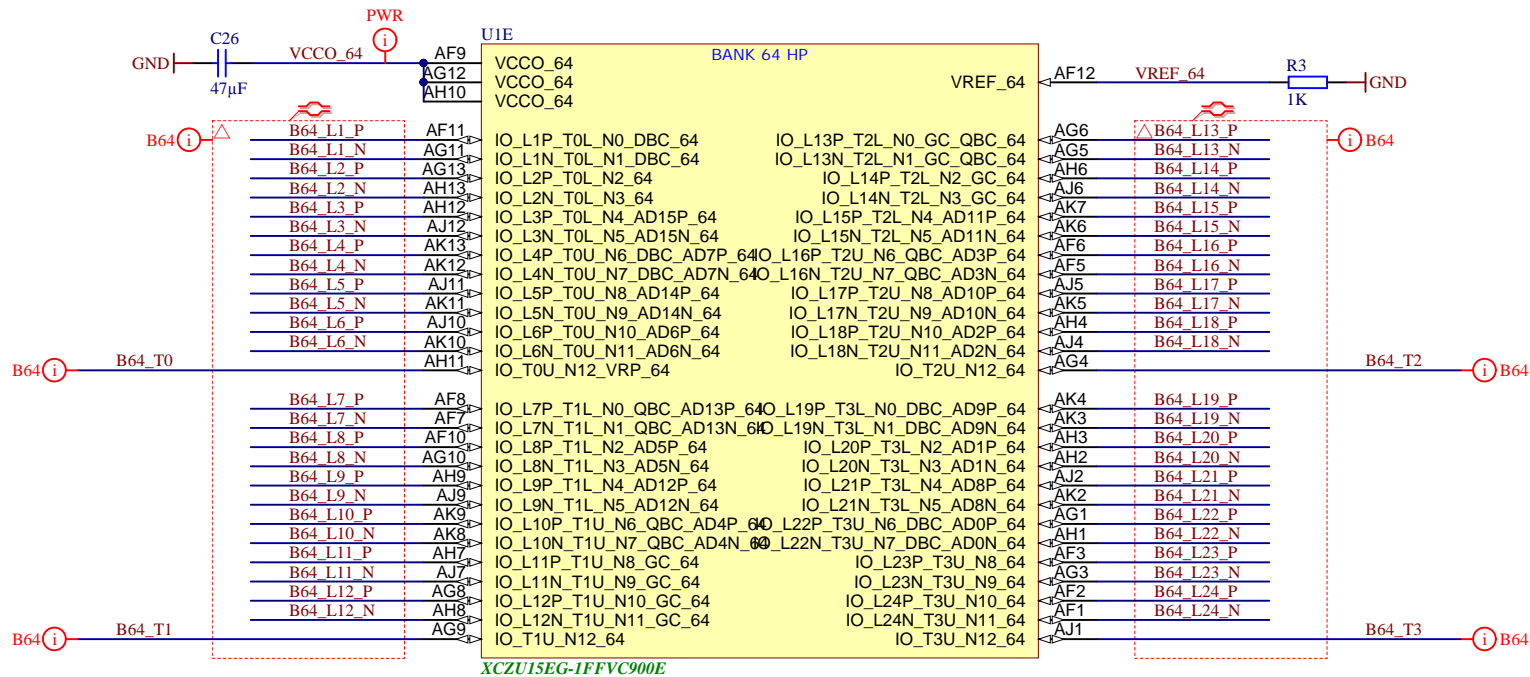 PWR
U1E
BANK 64 HP
C26
GND
VCCO_64
47µF
AF9 VCCO_64
AG12 VCCO_64
AH10 VCCO_64
VREF_64 AF12 VREF_64
R3
1K
GND
B64
B64_L1_P AF11 IO_L1P_T0L_N0_DBC_64
B64_L1_N AG11 IO_L1N_T0L_N1_DBC_64
B64_L2_P AG13 IO_L2P_T0L_N2_64
B64_L2_N AH13 IO_L2N_T0L_N3_64
B64_L3_P AH12 IO_L3P_T0L_N4_AD15P_64
B64_L3_N AJ12 IO_L3N_T0L_N5_AD15N_64
B64_L4_P AK13 IO_L4P_T0U_N6_DBC_AD7P_64
B64_L4_N AK12 IO_L4N_T0U_N7_DBC_AD7N_64
B64_L5_P AJ11 IO_L5P_T0U_N8_AD14P_64
B64_L5_N AK11 IO_L5N_T0U_N9_AD14N_64
B64_L6_P AJ10 IO_L6P_T0U_N10_AD6P_64
B64_L6_N AK10 IO_L6N_T0U_N11_AD6N_64
B64 B64_T0 AH11 IO_T0U_N12_VRP_64
B64_L7_P AF8 IO_L7P_T1L_N0_QBC_AD13P_64
B64_L7_N AF7 IO_L7N_T1L_N1_QBC_AD13N_64
B64_L8_P AF10 IO_L8P_T1L_N2_AD5P_64
B64_L8_N AG10 IO_L8N_T1L_N3_AD5N_64
B64_L9_P AH9 IO_L9P_T1L_N4_AD12P_64
B64_L9_N AJ9 IO_L9N_T1L_N5_AD12N_64
B64_L10_P AK9 IO_L10P_T1U_N6_QBC_AD4P_64
B64_L10_N AK8 IO_L10N_T1U_N7_QBC_AD4N_64
B64_L11_P AH7 IO_L11P_T1U_N8_GC_64
B64_L11_N AJ7 IO_L11N_T1U_N9_GC_64
B64_L12_P AG8 IO_L12P_T1U_N10_GC_64
B64_L12_N AH8 IO_L12N_T1U_N11_GC_64
B64 B64_T1 AG9 IO_T1U_N12_64
IO_L13P_T2L_N0_GC_QBC_64 AG6 B64_L13_P
B64
IO_L13N_T2L_N1_GC_QBC_64 AG5 B64_L13_N
IO_L14P_T2L_N2_GC_64 AH6 B64_L14_P
IO_L14N_T2L_N3_GC_64 AJ6 B64_L14_N
IO_L15P_T2L_N4_AD11P_64 AK7 B64_L15_P
IO_L15N_T2L_N5_AD11N_64 AK6 B64_L15_N
IO_L16P_T2U_N6_QBC_AD3P_64 AF6 B64_L16_P
IO_L16N_T2U_N7_QBC_AD3N_64 AF5 B64_L16_N
IO_L17P_T2U_N8_AD10P_64 AJ5 B64_L17_P
IO_L17N_T2U_N9_AD10N_64 AK5 B64_L17_N
IO_L18P_T2U_N10_AD2P_64 AH4 B64_L18_P
IO_L18N_T2U_N11_AD2N_64 AJ4 B64_L18_N
IO_T2U_N12_64 AG4 B64_T2 B64
IO_L19P_T3L_N0_DBC_AD9P_64 AK4 B64_L19_P
IO_L19N_T3L_N1_DBC_AD9N_64 AK3 B64_L19_N
IO_L20P_T3L_N2_AD1P_64 AH3 B64_L20_P
IO_L20N_T3L_N3_AD1N_64 AH2 B64_L20_N
IO_L21P_T3L_N4_AD8P_64 AJ2 B64_L21_P
IO_L21N_T3L_N5_AD8N_64 AK2 B64_L21_N
IO_L22P_T3U_N6_DBC_AD0P_64 AG1 B64_L22_P
IO_L22N_T3U_N7_DBC_AD0N_64 AH1 B64_L22_N
IO_L23P_T3U_N8_64 AF3 B64_L23_P
IO_L23N_T3U_N9_64 AG3 B64_L23_N
IO_L24P_T3U_N10_64 AF2 B64_L24_P
IO_L24N_T3U_N11_64 AF1 B64_L24_N
IO_T3U_N12_64 AJ1 B64_T3 B64
XCZU15EG-1FFVC900E